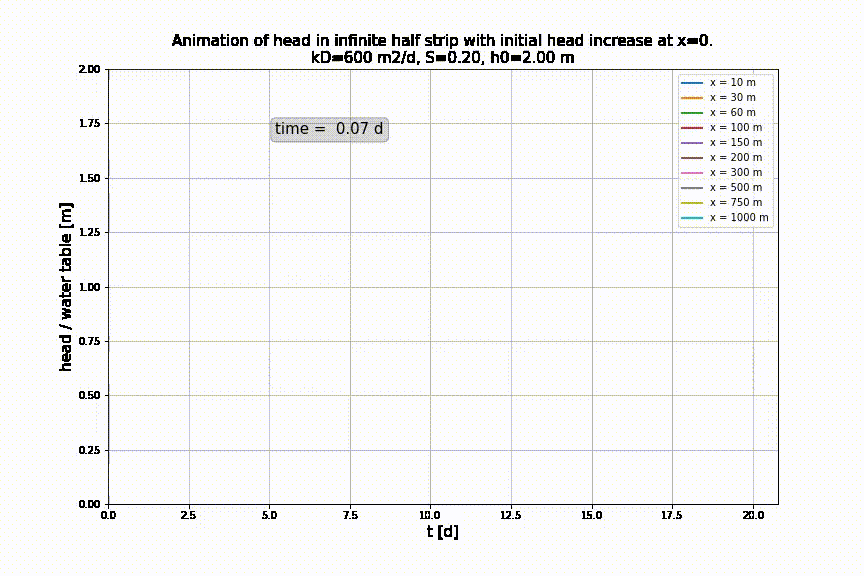 Animation of head in infinite half strip with initial head increase at x=0.
kD=600 m2/d, S=0.20, h0=2.00 m
2.00
1.75
1.50
1.25
1.00
0.75
0.50
0.25
0.00
head / water table [m]
time =  0.07 d
x = 10 m
x = 30 m
x = 60 m
x = 100 m
x = 150 m
x = 200 m
x = 300 m
x = 500 m
x = 750 m
x = 1000 m
0.0 2.5 5.0 7.5 10.0 12.5 15.0 17.5 20.0
t [d]